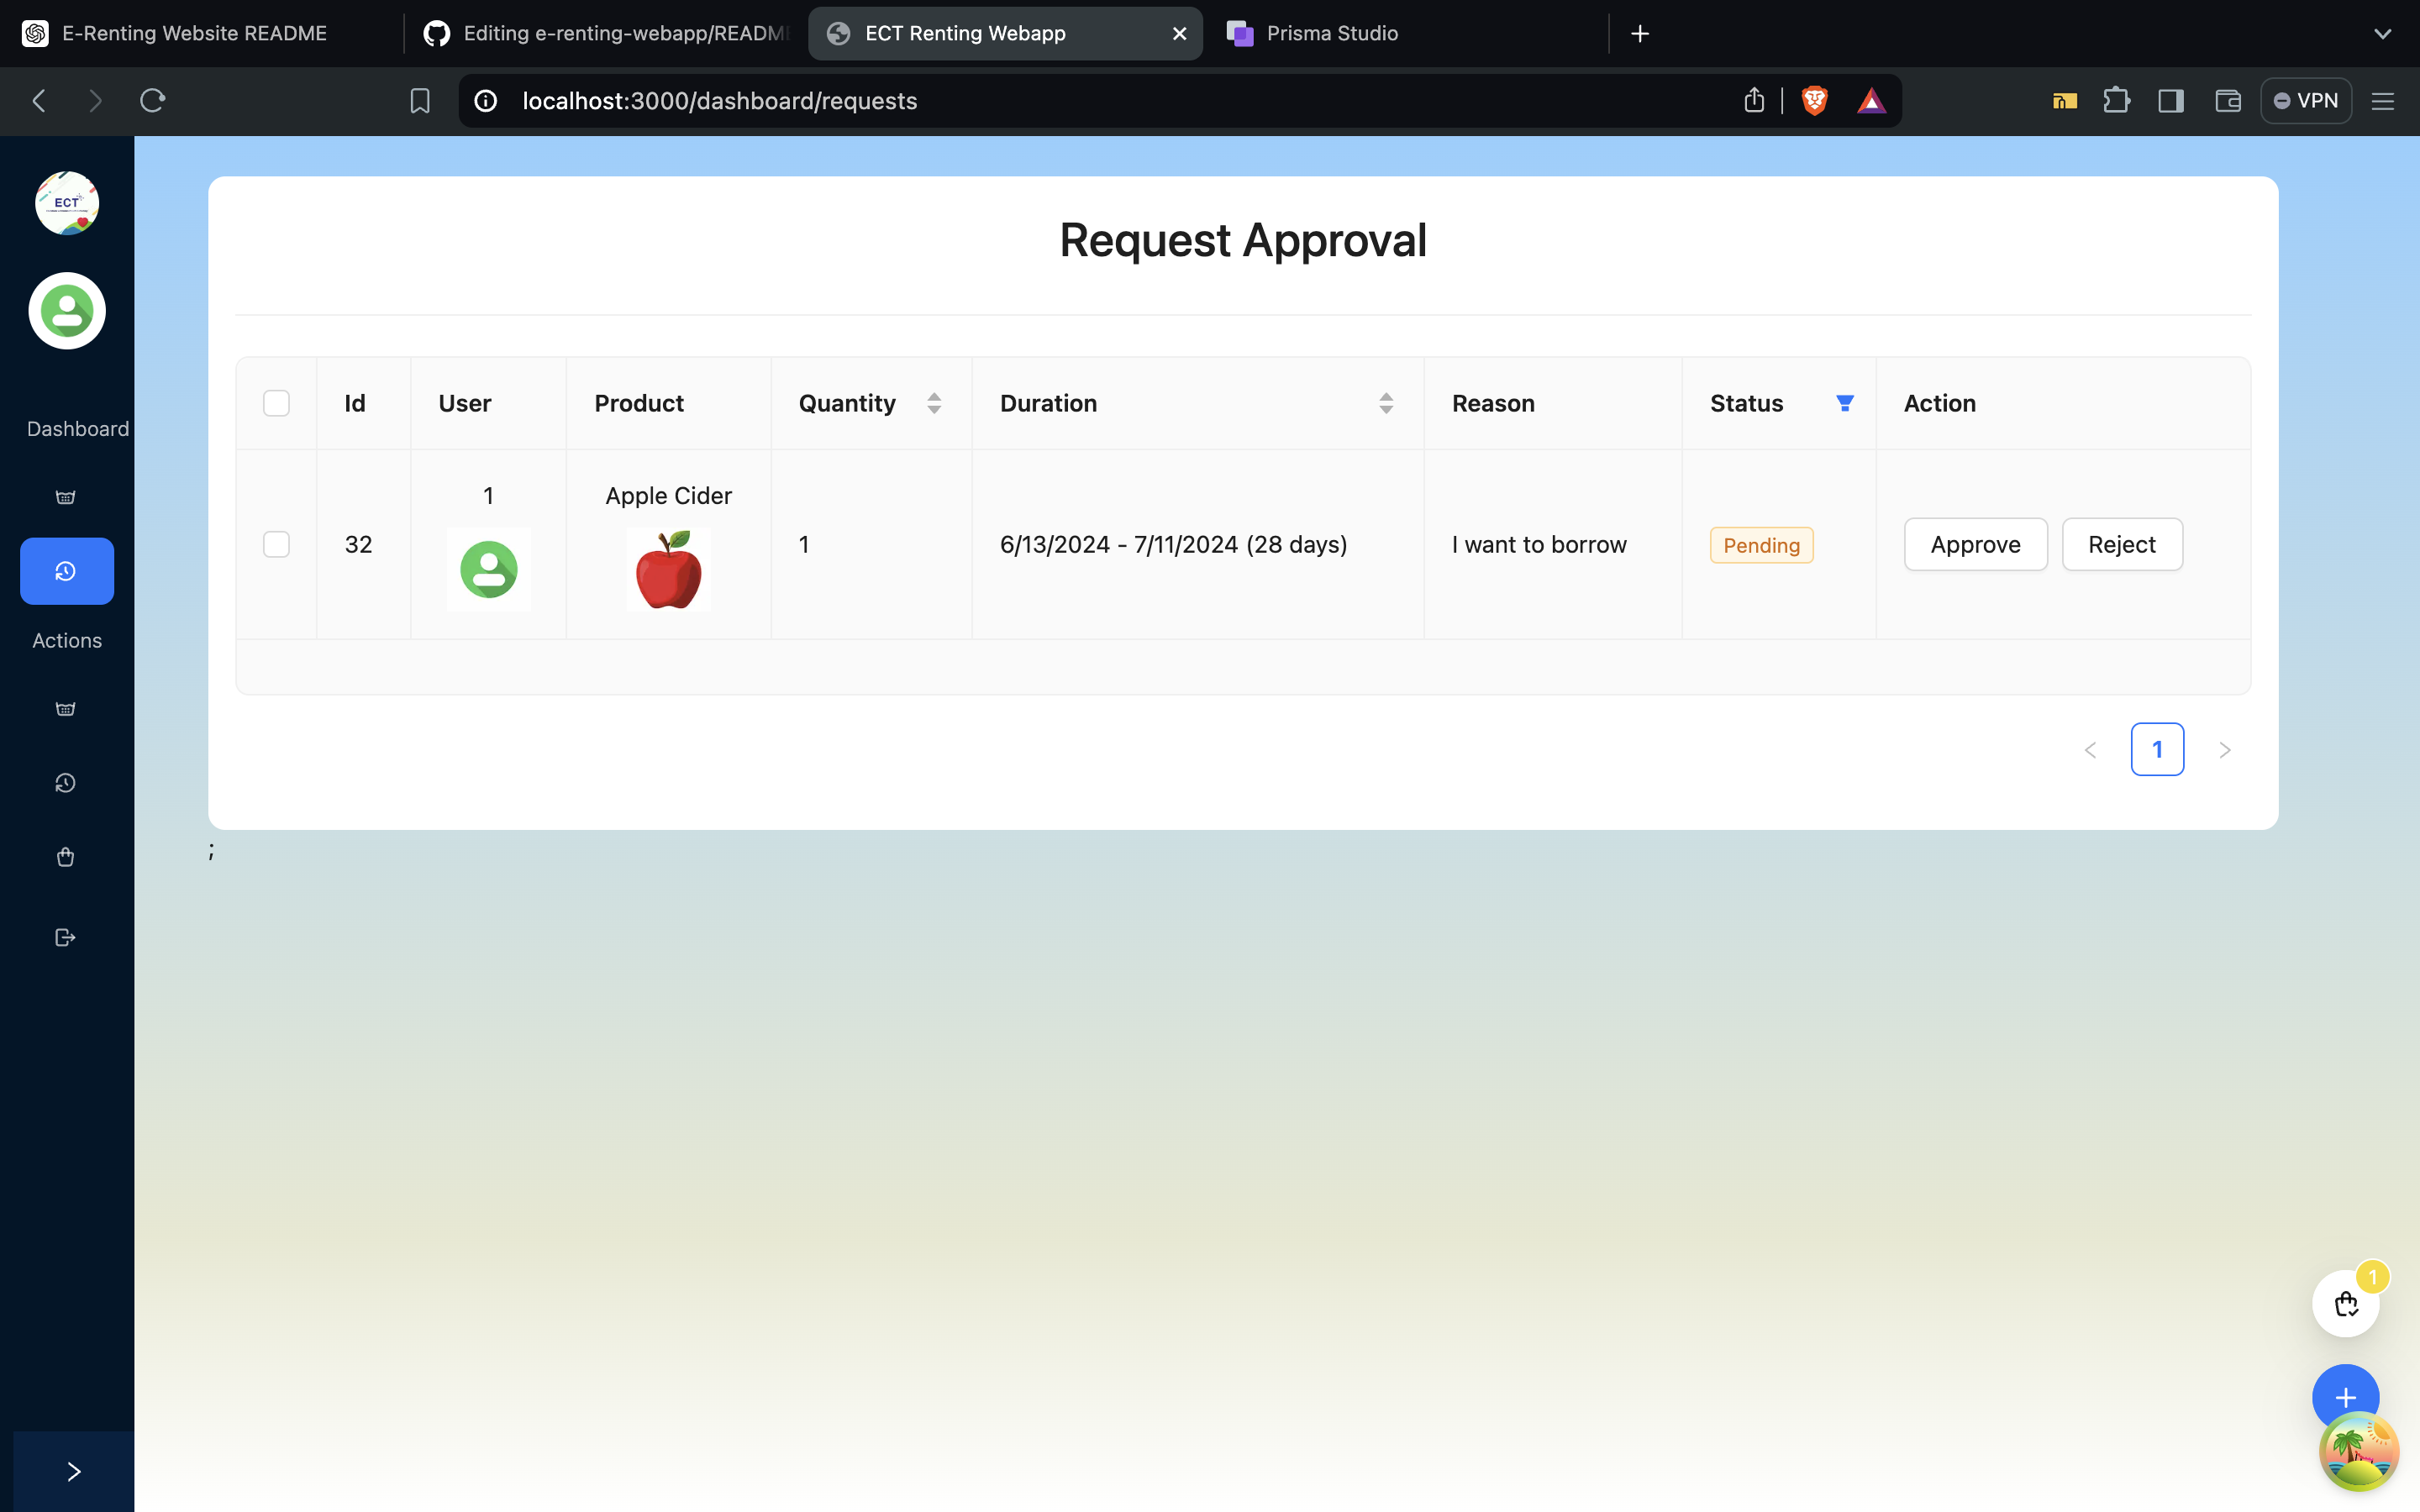 E-Renting Website README
Editing e-renting-webapp/README
ECT Renting Webapp
Prisma Studio
localhost:3000/dashboard/requests
VPN
ECT
Request Approval
Dashboard
Id User Product Quantity Duration Reason Status Action
1 Apple Cider
32 1 6/13/2024 - 7/11/2024 (28 days) I want to borrow Pending Approve Reject
Actions
< 1 >
;
1